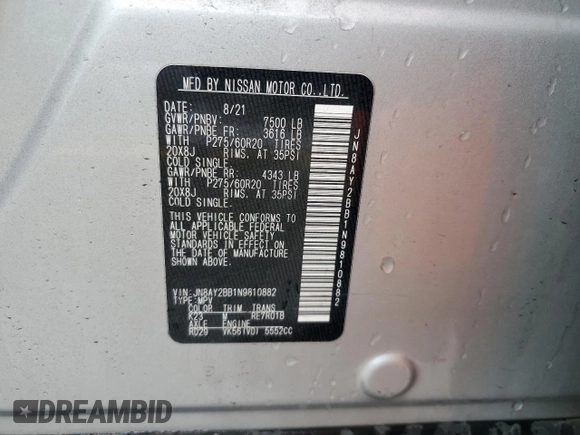 MFD BY NISSAN MOTOR CO.,LTD.
DATE: 8/21
GVWR/PNBV: 7500 LB
GAWR/PNBE FR: 3616 LB
WITH P275/60R20 TIRES
20X8J RIMS. AT 35PSI
COLD SINGLE.
GAWR/PNBE RR: 4343 LB
WITH P275/60R20 TIRES
20X8J RIMS. AT 35PSI
COLD SINGLE.
THIS VEHICLE CONFORMS TO
ALL APPLICABLE FEDERAL
MOTOR VEHICLE SAFETY
STANDARDS IN EFFECT ON
THE DATE OF MANUFACTURE
SHOWN ABOVE.
VIN: JN8AY2BB1N9810882
TYPE: MPV
COLOR TRIM TRANS
K23 M RE7R01B
AXLE ENGINE
RD29 VK56(VD) 5552CC
JN8AY2BB1N9810882
DREAMBID